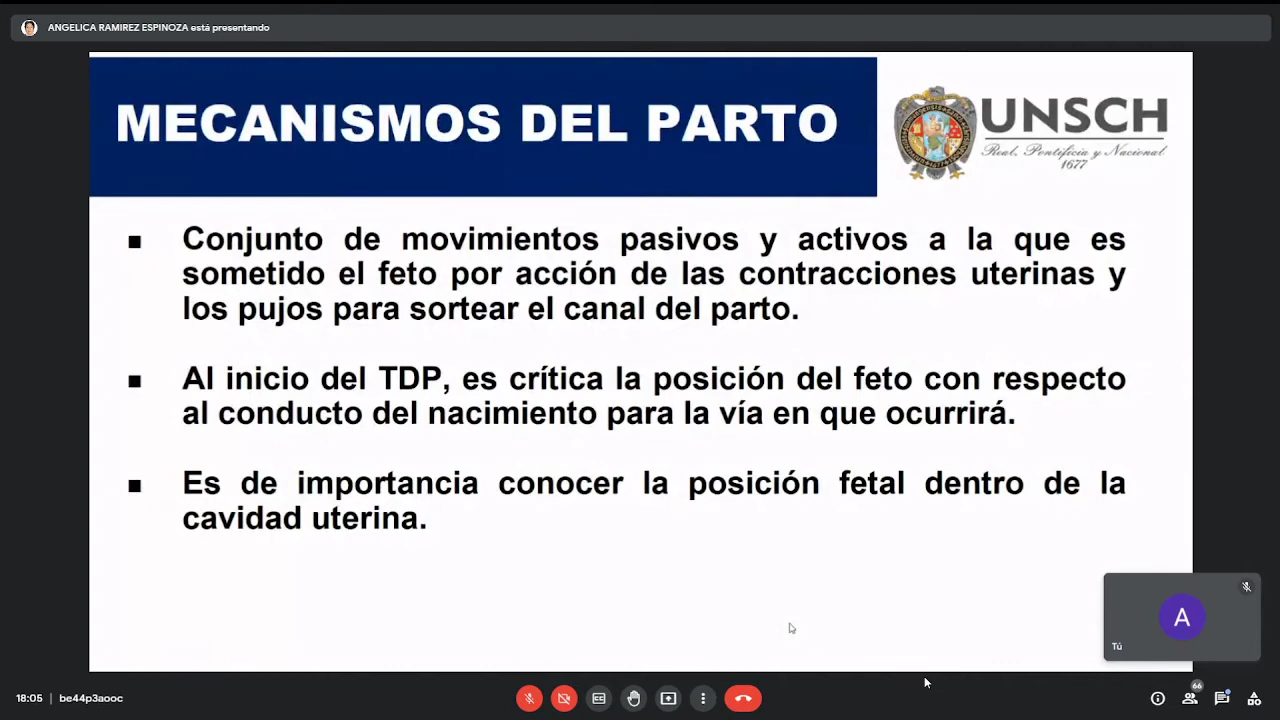 ANGELICA RAMIREZ ESPINOZA está presentando
MECANISMOS DEL PARTO
UNSCH
Real, Pontificia y Nacional
1677
▪ Conjunto de movimientos pasivos y activos a la que es
sometido el feto por acción de las contracciones uterinas y
los pujos para sortear el canal del parto.
▪ Al inicio del TDP, es crítica la posición del feto con respecto
al conducto del nacimiento para la vía en que ocurrirá.
▪ Es de importancia conocer la posición fetal dentro de la
cavidad uterina.
A
Tú
18:05 | be44p3aooc
66